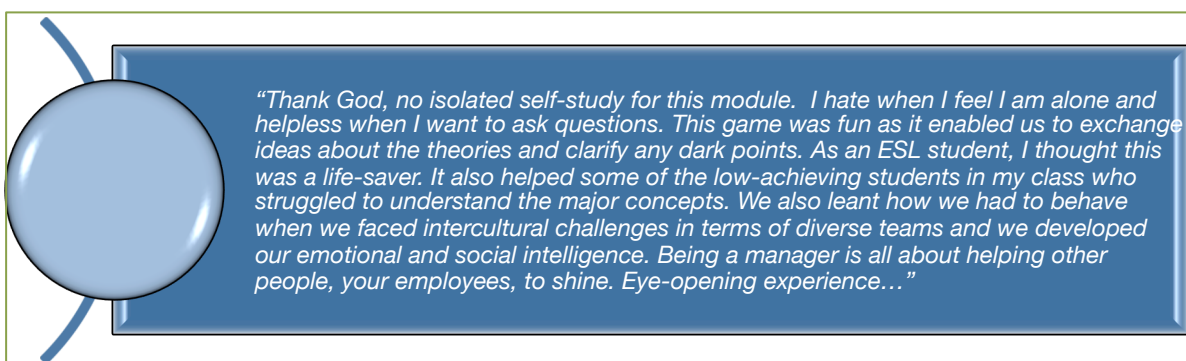 “Thank God, no isolated self-study for this module.  I hate when I feel I am alone and
helpless when I want to ask questions. This game was fun as it enabled us to exchange
ideas about the theories and clarify any dark points. As an ESL student, I thought this
was a life-saver. It also helped some of the low-achieving students in my class who
struggled to understand the major concepts. We also leant how we had to behave
when we faced intercultural challenges in terms of diverse teams and we developed
our emotional and social intelligence. Being a manager is all about helping other
people, your employees, to shine. Eye-opening experience…”